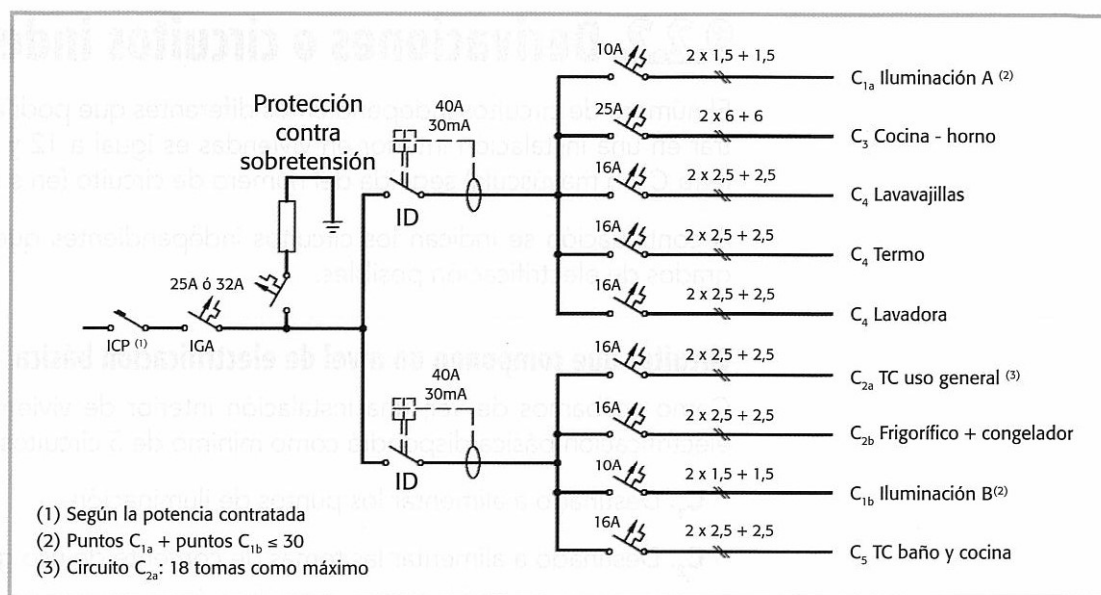 Protección
contra
sobretensión
25A ó 32A
ICP (1)
IGA
40A
30mA
ID
10A
2 x 1,5 + 1,5
C1a Iluminación A (2)
25A
2 x 6 + 6
C3 Cocina - horno
16A
2 x 2,5 + 2,5
C4 Lavavajillas
16A
2 x 2,5 + 2,5
C4 Termo
16A
2 x 2,5 + 2,5
C4 Lavadora
40A
30mA
ID
16A
2 x 2,5 + 2,5
C2a TC uso general (3)
16A
2 x 2,5 + 2,5
C2b Frigorífico + congelador
10A
2 x 1,5 + 1,5
C1b Iluminación B(2)
16A
2 x 2,5 + 2,5
C5 TC baño y cocina
(1) Según la potencia contratada
(2) Puntos C1a + puntos C1b ≤ 30
(3) Circuito C2a: 18 tomas como máximo